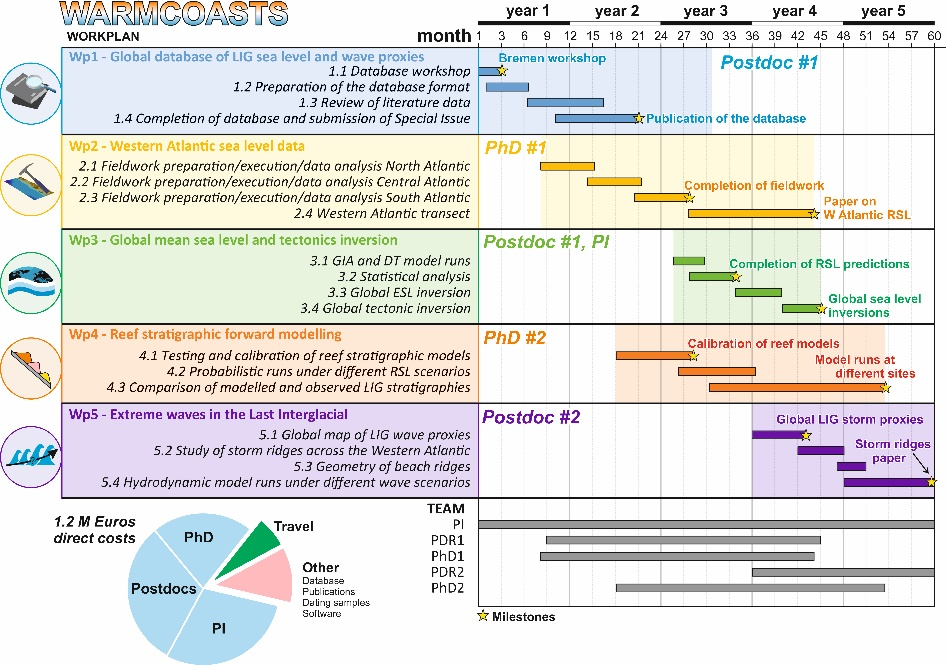 WARMCOASTS
WORKPLAN
year 1 year 2 year 3 year 4 year 5
month 1 3 6 9 12 15 18 21 24 27 30 33 36 39 42 45 48 51 54 57 60
Wp1 - Global database of LIG sea level and wave proxies
1.1 Database workshop
1.2 Preparation of the database format
1.3 Review of literature data
1.4 Completion of database and submission of Special Issue
Bremen workshop
Postdoc #1
Publication of the database
Wp2 - Western Atlantic sea level data
2.1 Fieldwork preparation/execution/data analysis North Atlantic
2.2 Fieldwork preparation/execution/data analysis Central Atlantic
2.3 Fieldwork preparation/execution/data analysis South Atlantic
2.4 Western Atlantic transect
PhD #1
Completion of fieldwork
Paper on
W Atlantic RSL
Wp3 - Global mean sea level and tectonics inversion
3.1 GIA and DT model runs
3.2 Statistical analysis
3.3 Global ESL inversion
3.4 Global tectonic inversion
Postdoc #1, PI
Completion of RSL predictions
Global sea level
inversions
Wp4 - Reef stratigraphic forward modelling
4.1 Testing and calibration of reef stratigraphic models
4.2 Probabilistic runs under different RSL scenarios
4.3 Comparison of modelled and observed LIG stratigraphies
PhD #2
Calibration of reef models
Model runs at
different sites
Wp5 - Extreme waves in the Last Interglacial
5.1 Global map of LIG wave proxies
5.2 Study of storm ridges across the Western Atlantic
5.3 Geometry of beach ridges
5.4 Hydrodynamic model runs under different wave scenarios
Postdoc #2
Global LIG storm proxies
Storm ridges
paper
1.2 M Euros
direct costs
PhD
Postdocs
PI
Travel
Other
Database
Publications
Dating samples
Software
TEAM
PI
PDR1
PhD1
PDR2
PhD2
Milestones